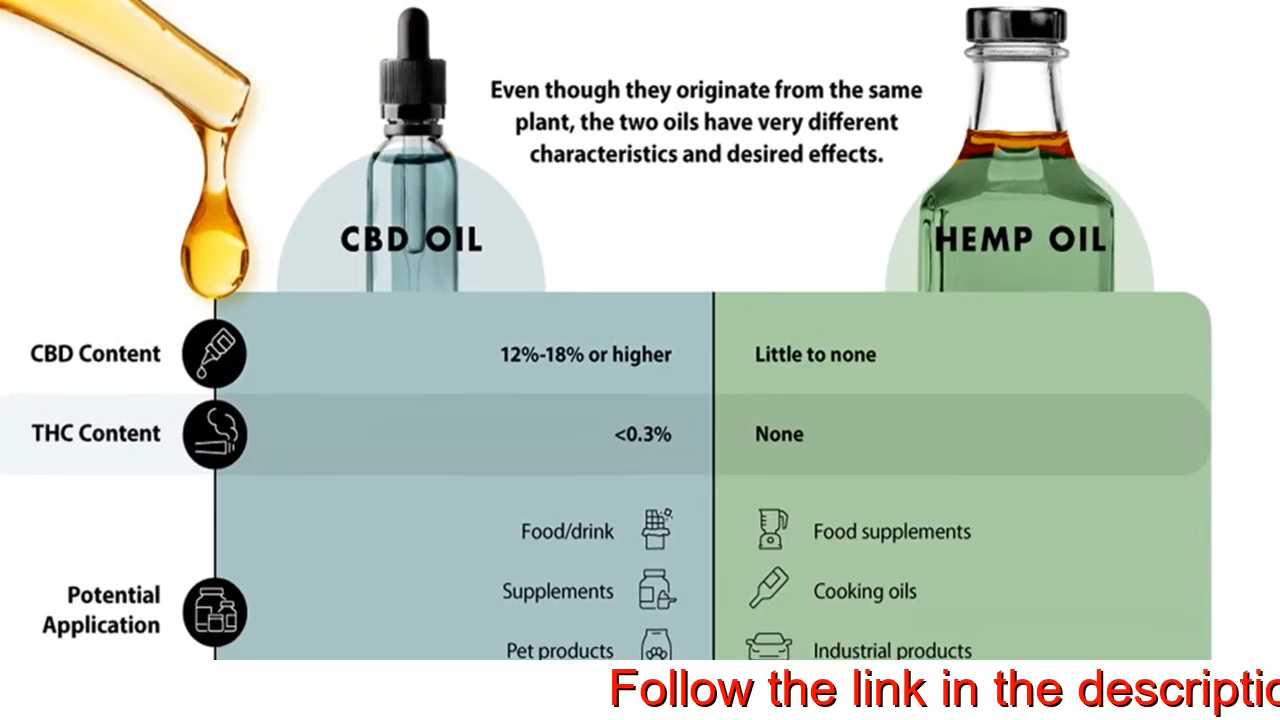 Even though they originate from the same
plant, the two oils have very different
characteristics and desired effects.
CBD OIL
HEMP OIL
CBD Content
12%-18% or higher
Little to none
THC Content
<0.3%
None
Potential
Application
Food/drink
Food supplements
Supplements
Cooking oils
Pet products
Industrial products
Follow the link in the descriptio